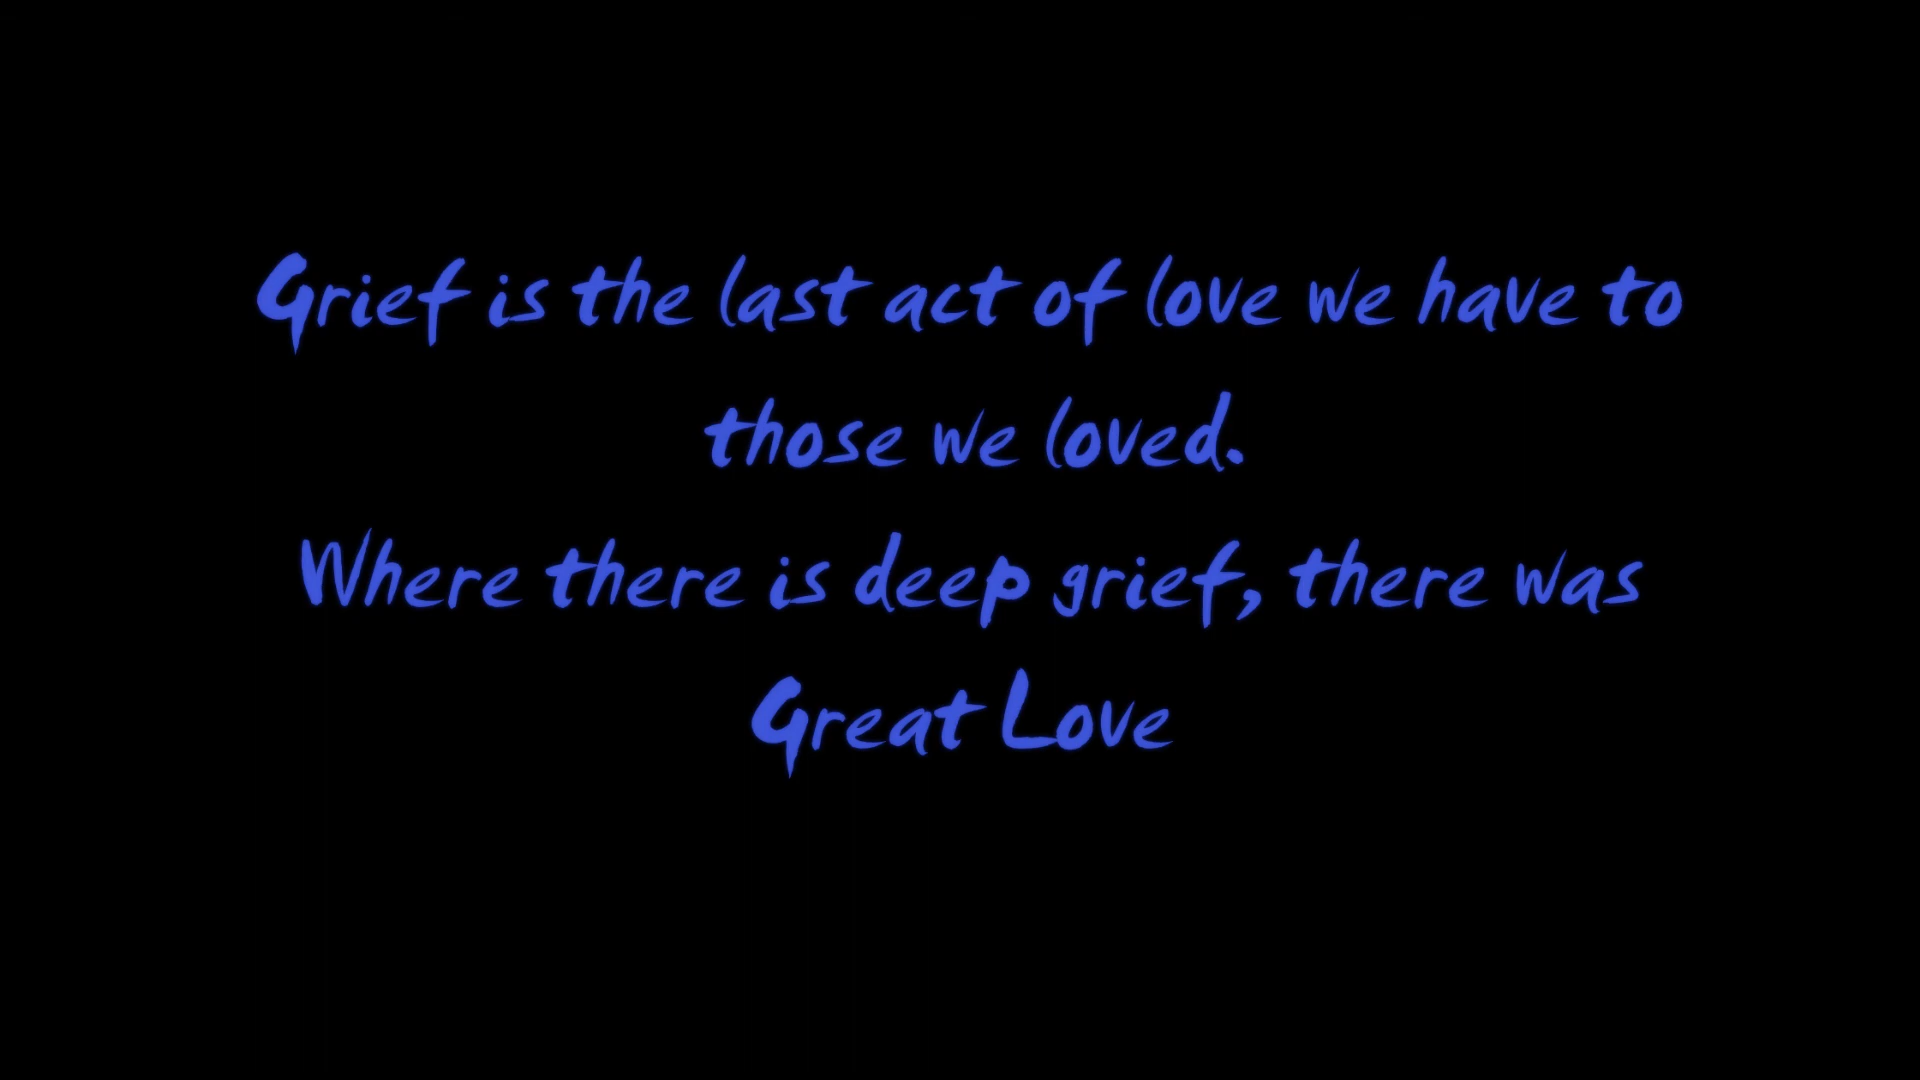 Grief is the last act of love we have to
those we loved.
Where there is deep grief, there was
Great Love